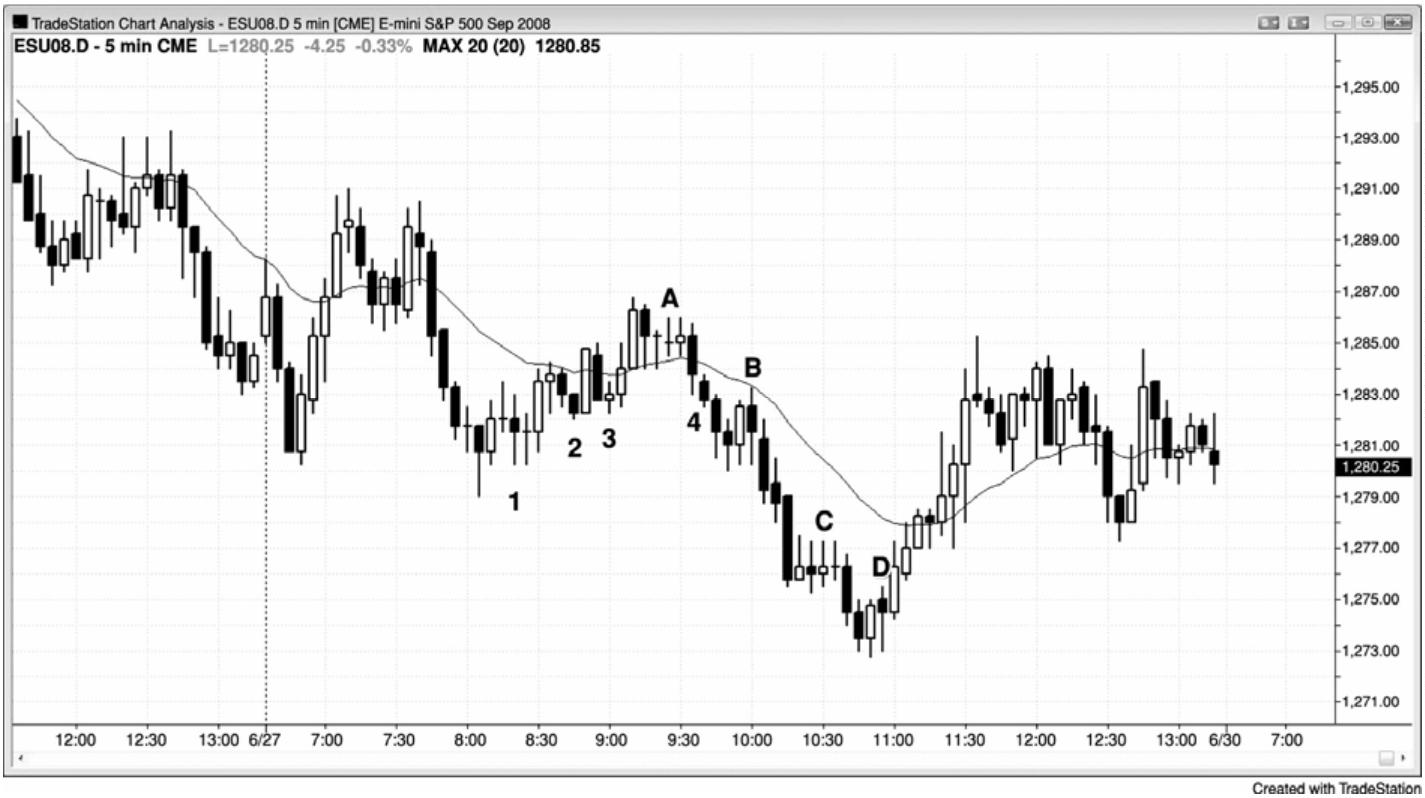 TradeStation Chart Analysis - ESU08.D 5 min [CME] E-mini S&P 500 Sep 2008
ESU08.D - 5 min CME L=1280.25 -4.25 -0.33% MAX 20 (20) 1280.85
1,295.00
1,293.00
1,291.00
1,289.00
1,287.00
A
1,285.00
B
1,283.00
4
3
2
1,281.00
1,280.25
1
1,279.00
C
1,277.00
D
1,275.00
1,273.00
1,271.00
12:00 12:30 13:00 6/27 7:00 7:30 8:00 8:30 9:00 9:30 10:00 10:30 11:00 11:30 12:00 12:30 13:00 6/30 7:00
Created with TradeStation